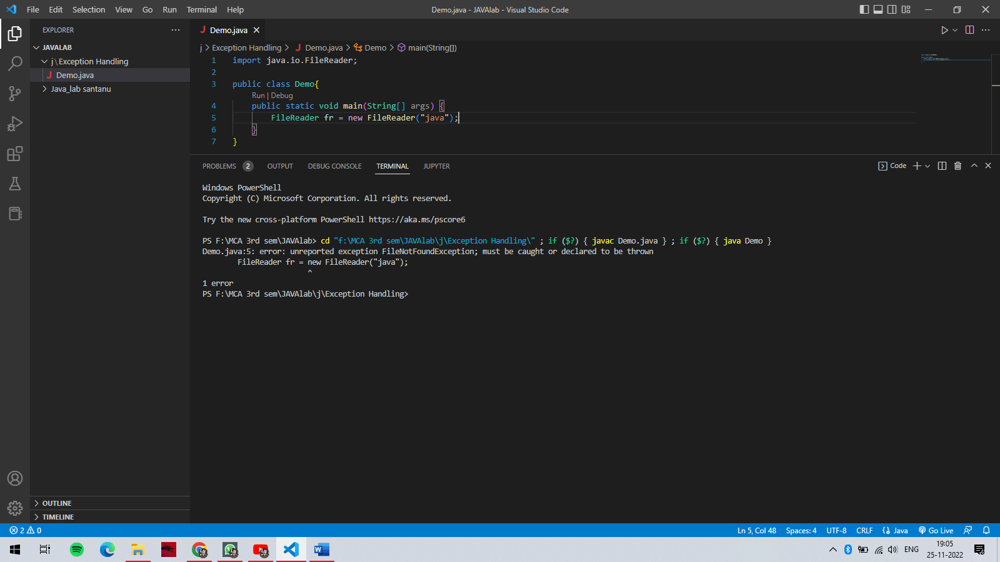 File Edit Selection View Go Run Terminal Help
Demo.java - JAVAlab - Visual Studio Code
EXPLORER
JAVALAB
j\Exception Handling
Demo.java
Java_lab santanu
OUTLINE
TIMELINE
Demo.java
j > Exception Handling > Demo.java > Demo > main(String[])
1 import java.io.FileReader;
2
3 public class Demo{
Run | Debug
4 public static void main(String[] args) {
5 FileReader fr = new FileReader("java");
6 }
7 }
PROBLEMS 2 OUTPUT DEBUG CONSOLE TERMINAL JUPYTER
Code
Windows PowerShell
Copyright (C) Microsoft Corporation. All rights reserved.
Try the new cross-platform PowerShell https://aka.ms/pscore6
PS F:\MCA 3rd sem\JAVAlab> cd "f:\MCA 3rd sem\JAVAlab\j\Exception Handling\" ; if ($?) { javac Demo.java } ; if ($?) { java Demo }
Demo.java:5: error: unreported exception FileNotFoundException; must be caught or declared to be thrown
FileReader fr = new FileReader("java");
^
1 error
PS F:\MCA 3rd sem\JAVAlab\j\Exception Handling>
2 0
Ln 5, Col 48 Spaces: 4 UTF-8 CRLF {} Java Go Live
ENG
19:05
25-11-2022